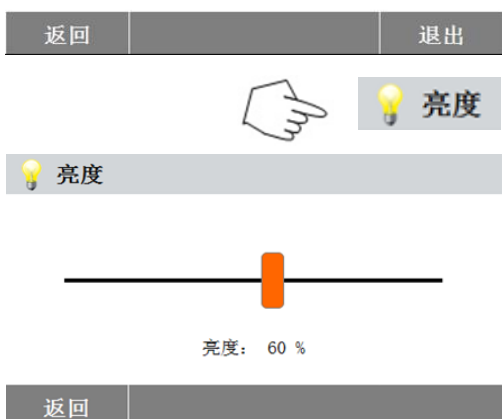 返回 退出
亮度
亮度
亮度： 60 %
返回